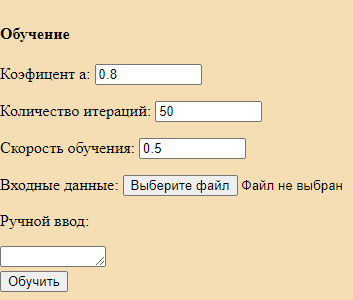 Обучение
Коэфицент a: 0.8
Количество итераций: 50
Скорость обучения: 0.5
Входные данные: Выберите файл Файл не выбран
Ручной ввод:
Обучить